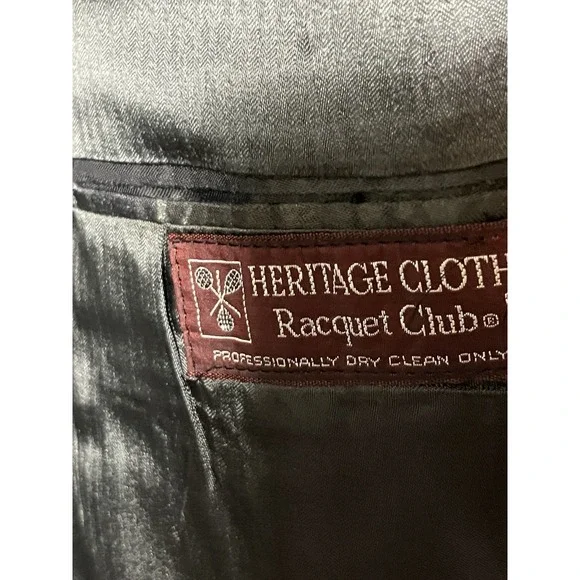 HERITAGE CLOTH
Racquet Club®
PROFESSIONALLY DRY CLEAN ONLY